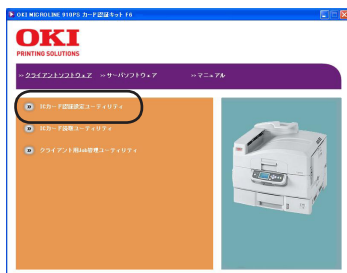 OKI MICROLINE 910PS カード認証キット F6
OKI
PRINTING SOLUTIONS
>> クライアントソフトウェア >> サーバソフトウェア >> マニュアル
ICカード認証設定ユーティリティ
ICカード読取ユーティリティ
クライアント用Job管理ユーティリティ